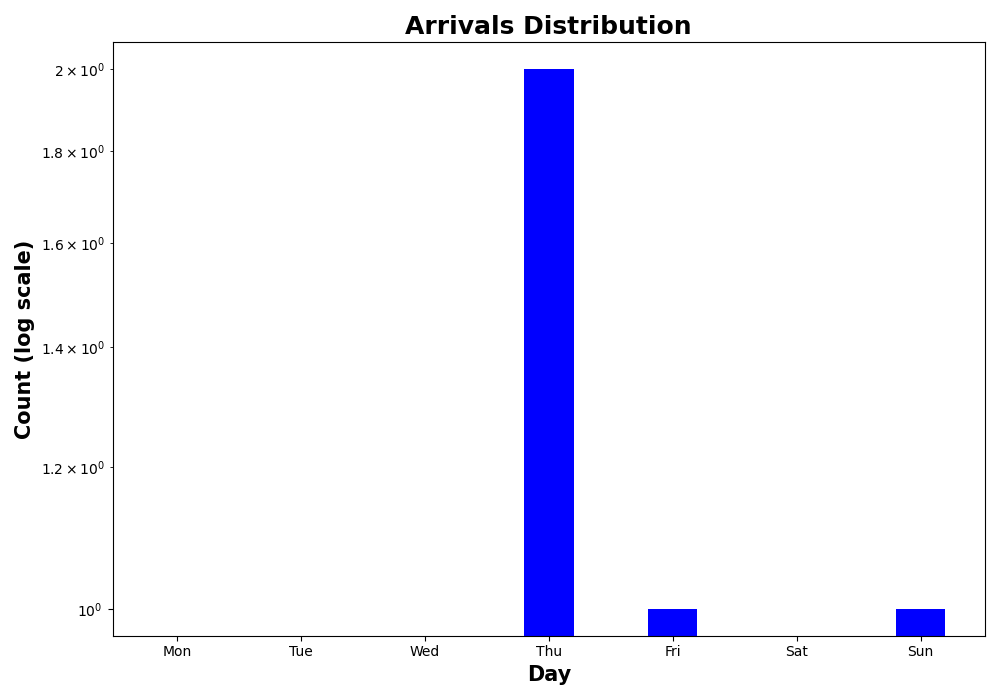 Arrivals Distribution
2 × 10⁰
1.8 × 10⁰
1.6 × 10⁰
1.4 × 10⁰
1.2 × 10⁰
10⁰
Count (log scale)
Mon Tue Wed Thu Fri Sat Sun
Day